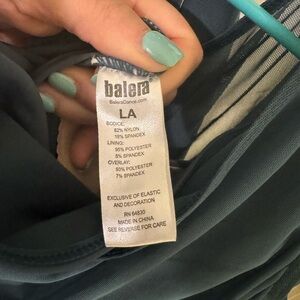 balera
BaleraDance.com
LA
BODICE:
82% NYLON
18% SPANDEX
LINING:
95% POLYESTER
5% SPANDEX
OVERLAY:
93% POLYESTER
7% SPANDEX
EXCLUSIVE OF ELASTIC
AND DECORATION
RN 64930
MADE IN CHINA
SEE REVERSE FOR CARE